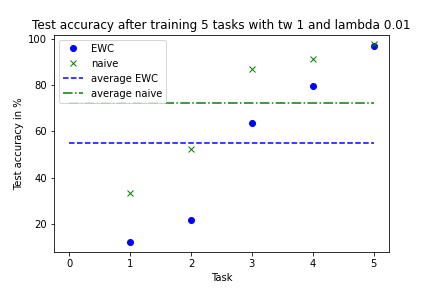 Test accuracy after training 5 tasks with tw 1 and lambda 0.01
100
80
60
40
20
Test accuracy in %
EWC
naive
average EWC
average naive
0 1 2 3 4 5
Task